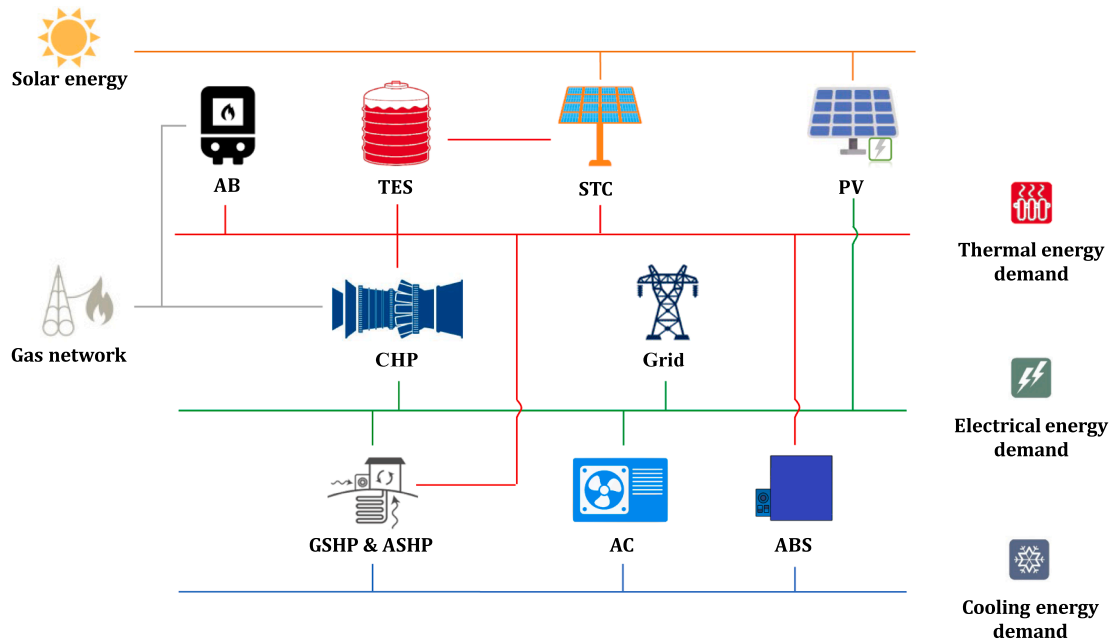 Solar energy
AB
TES
STC
PV
Thermal energy
demand
Gas network
CHP
Grid
Electrical energy
demand
GSHP & ASHP
AC
ABS
Cooling energy
demand